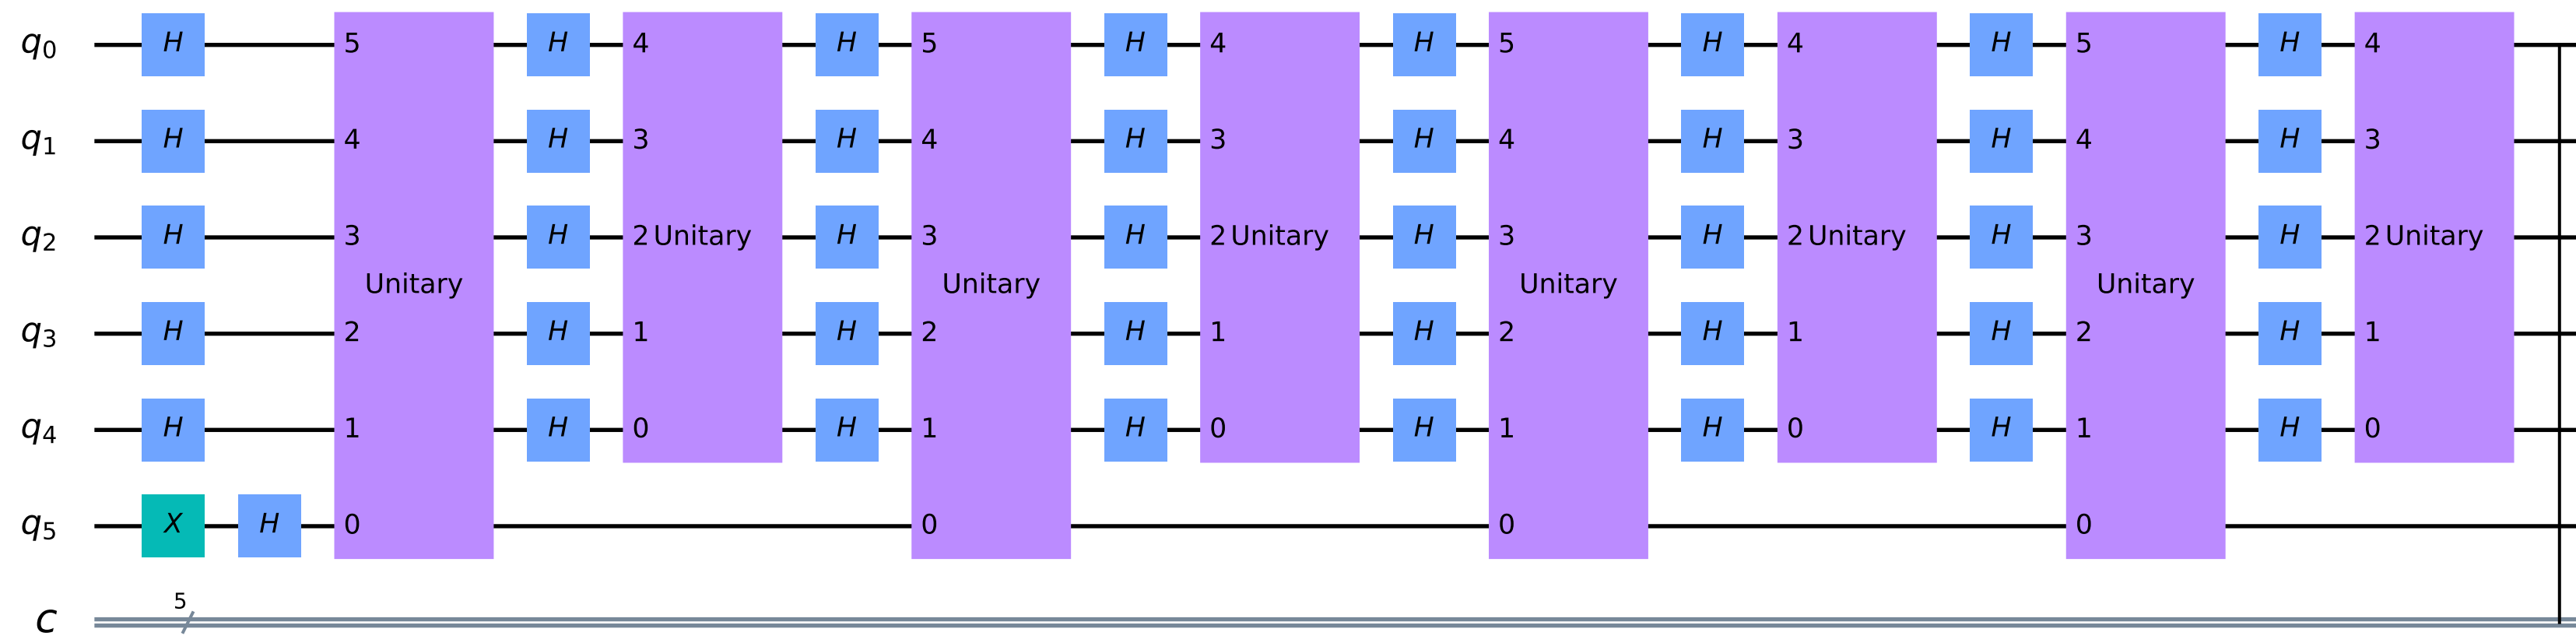 q0 H 5 H 4 H 5 H 4 H 5 H 4 H 5 H 4
q1 H 4 H 3 H 4 H 3 H 4 H 3 H 4 H 3
q2 H 3 H 2 Unitary H 3 H 2 Unitary H 3 H 2 Unitary H 3 H 2 Unitary
Unitary Unitary Unitary Unitary
q3 H 2 H 1 H 2 H 1 H 2 H 1 H 2 H 1
q4 H 1 H 0 H 1 H 0 H 1 H 0 H 1 H 0
q5 X H 0 0 0 0
5
c